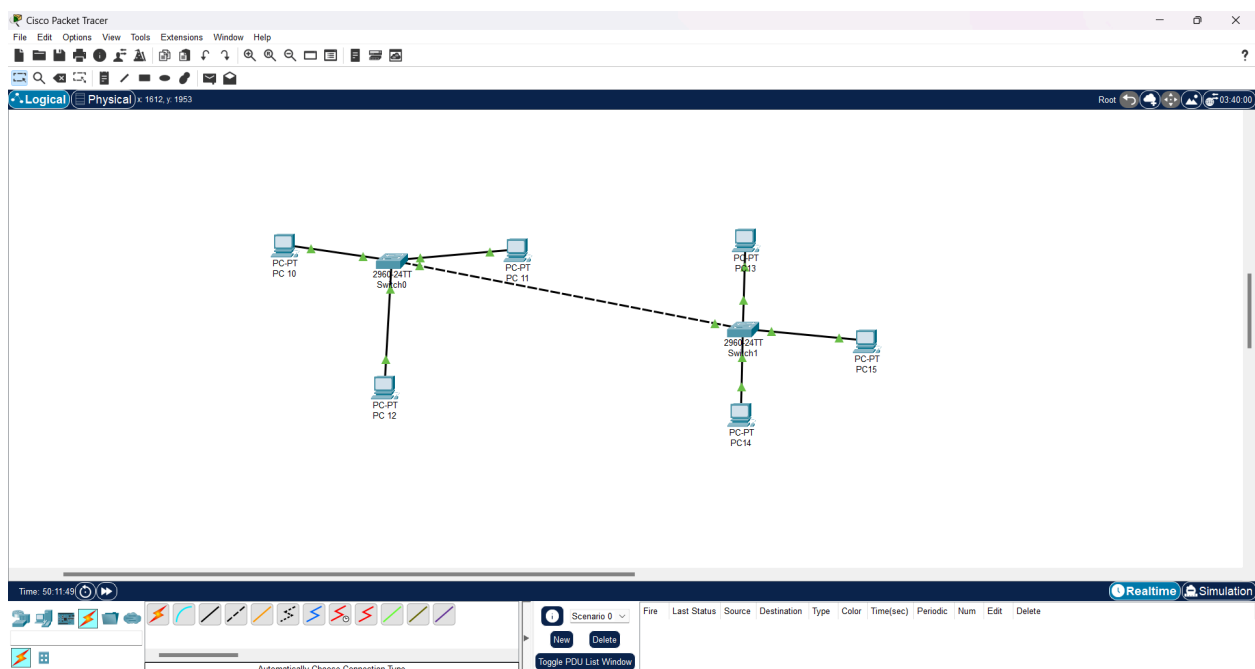 Cisco Packet Tracer
File Edit Options View Tools Extensions Window Help
?
Logical Physical x: 1612, y: 1953 Root 03:40:00
PC-PT
PC 10
2960-24TT
Switch0
PC-PT
PC 11
PC-PT
PC 12
PC-PT
PC13
2960-24TT
Switch1
PC-PT
PC15
PC-PT
PC14
Time: 50:11:49 Realtime Simulation
Scenario 0
New Delete
Toggle PDU List Window
Fire Last Status Source Destination Type Color Time(sec) Periodic Num Edit Delete
Automatically Choose Connection Type